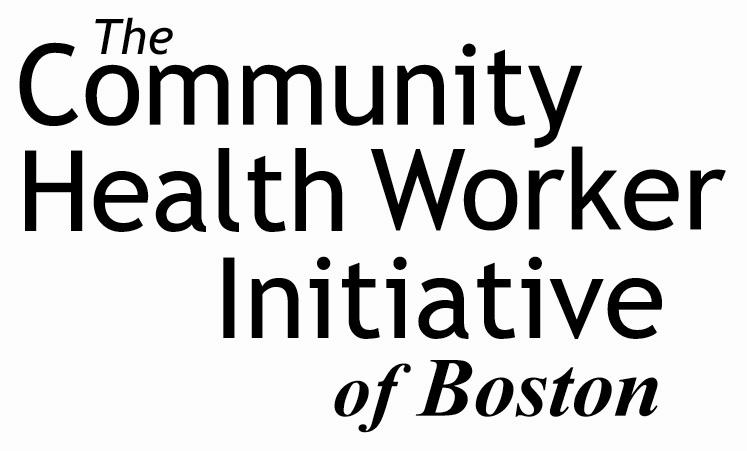 The
Community
Health Worker
Initiative
of Boston